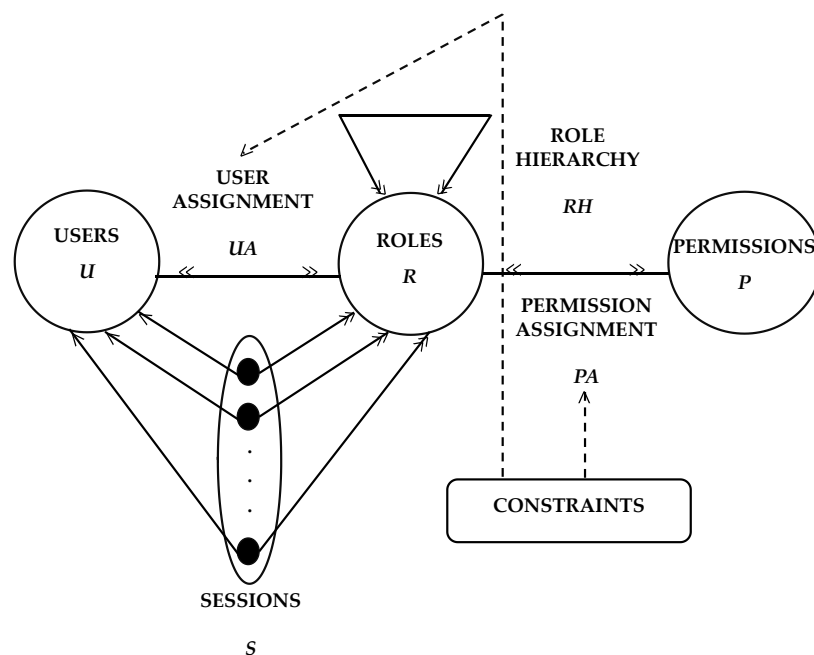 ROLE
HIERARCHY
RH
USER
ASSIGNMENT
UA
USERS
U
ROLES
R
PERMISSIONS
P
PERMISSION
ASSIGNMENT
PA
CONSTRAINTS
SESSIONS
S